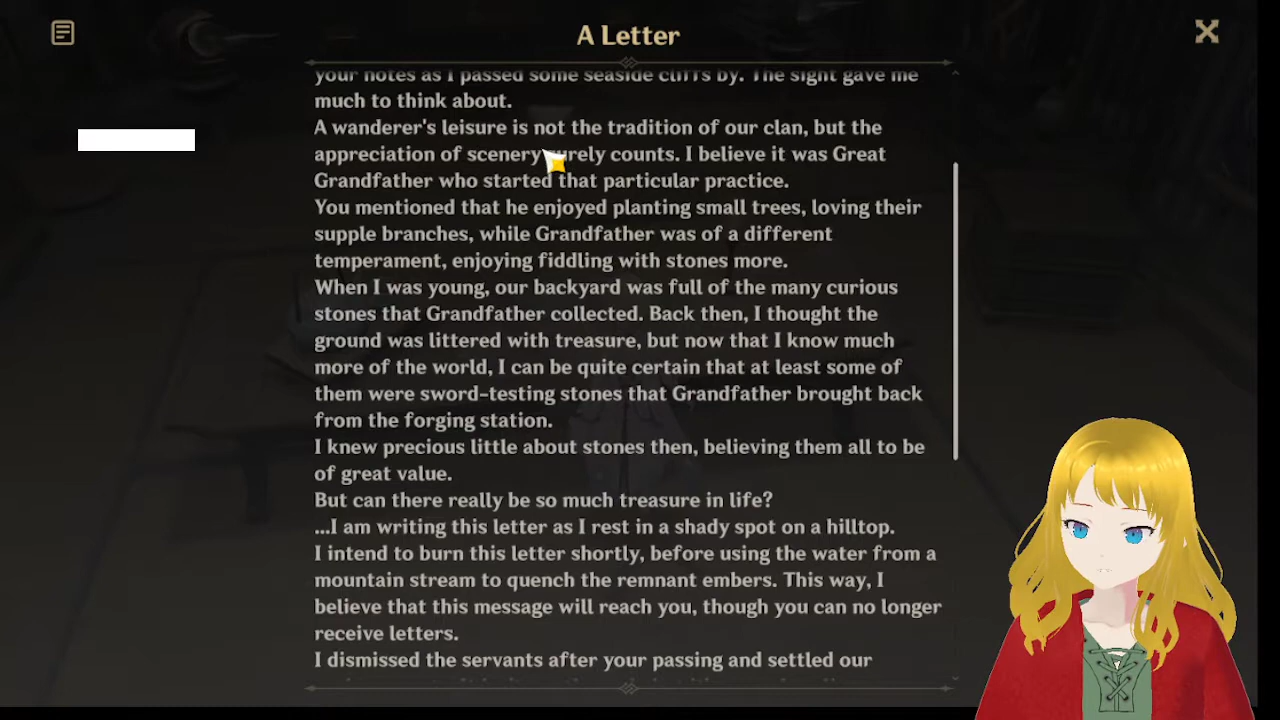 A Letter
your notes as I passed some seaside cliffs by. The sight gave me
much to think about.
A wanderer's leisure is not the tradition of our clan, but the
appreciation of scenery surely counts. I believe it was Great
Grandfather who started that particular practice.
You mentioned that he enjoyed planting small trees, loving their
supple branches, while Grandfather was of a different
temperament, enjoying fiddling with stones more.
When I was young, our backyard was full of the many curious
stones that Grandfather collected. Back then, I thought the
ground was littered with treasure, but now that I know much
more of the world, I can be quite certain that at least some of
them were sword-testing stones that Grandfather brought back
from the forging station.
I knew precious little about stones then, believing them all to be
of great value.
But can there really be so much treasure in life?
...I am writing this letter as I rest in a shady spot on a hilltop.
I intend to burn this letter shortly, before using the water from a
mountain stream to quench the remnant embers. This way, I
believe that this message will reach you, though you can no longer
receive letters.
I dismissed the servants after your passing and settled our